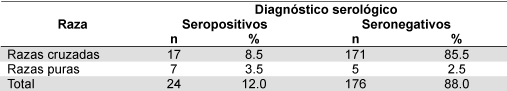 Diagnóstico serológico
Raza Seropositivos Seronegativos
n % n %
Razas cruzadas 17 8.5 171 85.5
Razas puras 7 3.5 5 2.5
Total 24 12.0 176 88.0